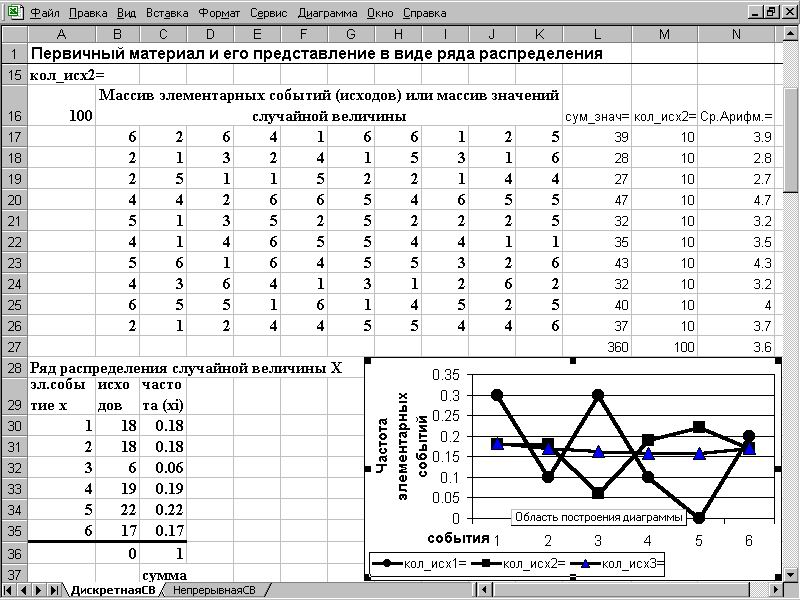 Файл Правка Вид Вставка Формат Сервис Диаграмма Окно Справка
A B C D E F G H I J K L M N
1 Первичный материал и его представление в виде ряда распределения
15 кол_исх2=
Массив элементарных событий (исходов) или массив значений
16 100 случайной величины сум_знач= кол_исх2= Ср.Арифм.=
17 6 2 6 4 1 6 6 1 2 5 39 10 3.9
18 2 1 3 2 4 1 5 3 1 6 28 10 2.8
19 2 5 1 1 5 2 2 1 4 4 27 10 2.7
20 4 4 2 6 6 5 4 6 5 5 47 10 4.7
21 5 1 3 5 2 5 2 2 2 5 32 10 3.2
22 4 1 4 6 5 5 4 4 1 1 35 10 3.5
23 5 6 1 6 4 5 5 3 2 6 43 10 4.3
24 4 3 6 4 1 3 1 2 6 2 32 10 3.2
25 6 5 5 1 6 1 4 5 2 5 40 10 4
26 2 1 2 4 4 5 5 4 4 6 37 10 3.7
27 360 100 3.6
28 Ряд распределения случайной величины X
эл.собы исхо часто
29 тие x дов та (xi)
30 1 18 0.18
31 2 18 0.18
32 3 6 0.06
33 4 19 0.19
34 5 22 0.22
35 6 17 0.17
36 0 1
37 сумма
Частота
элементарных
событий
0.35
0.3
0.25
0.2
0.15
0.1
0.05
0
Область построения диаграммы
события 1 2 3 4 5 6
кол_исх1= кол_исх2= кол_исх3=
ДискретнаяСВ НепрерывнаяСВ